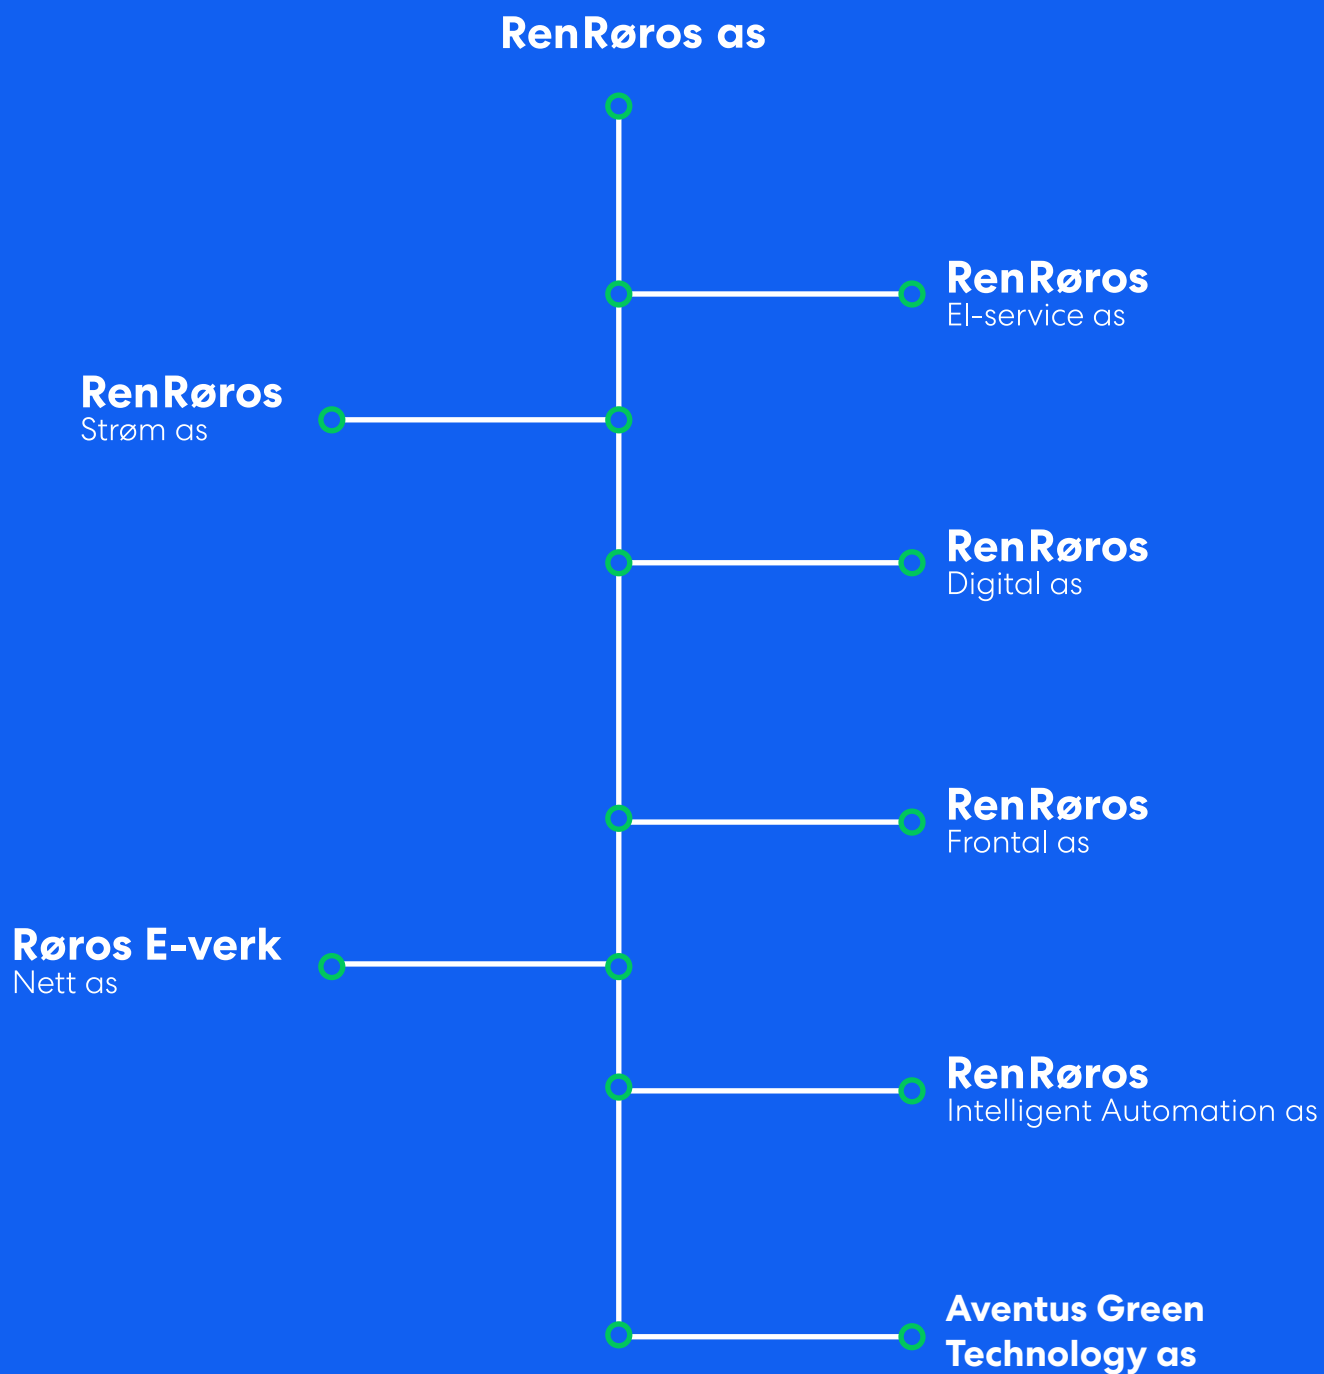 RenRøros as
RenRøros
El-service as
RenRøros
Strøm as
RenRøros
Digital as
RenRøros
Frontal as
Røros E-verk
Nett as
RenRøros
Intelligent Automation as
Aventus Green
Technology as